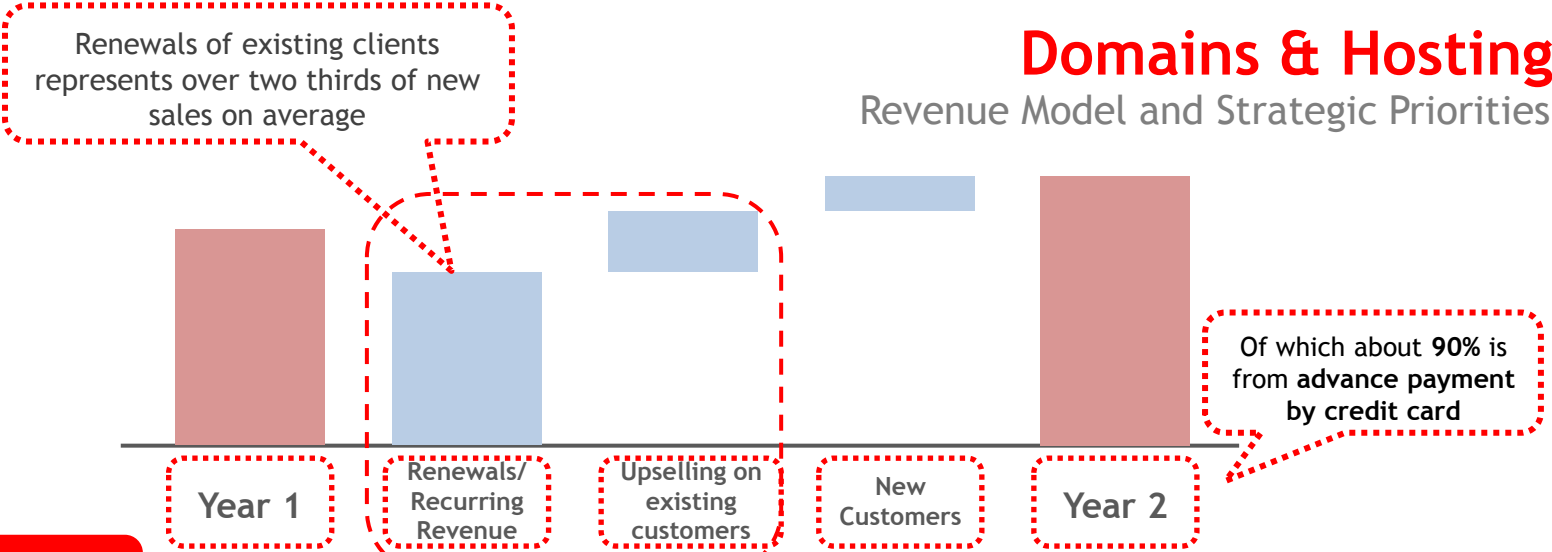 Domains & Hosting
Revenue Model and Strategic Priorities
Renewals of existing clients
represents over two thirds of new
sales on average
Of which about 90% is
from advance payment
by credit card
Year 1
Renewals/
Recurring
Revenue
Upselling on
existing
customers
New
Customers
Year 2